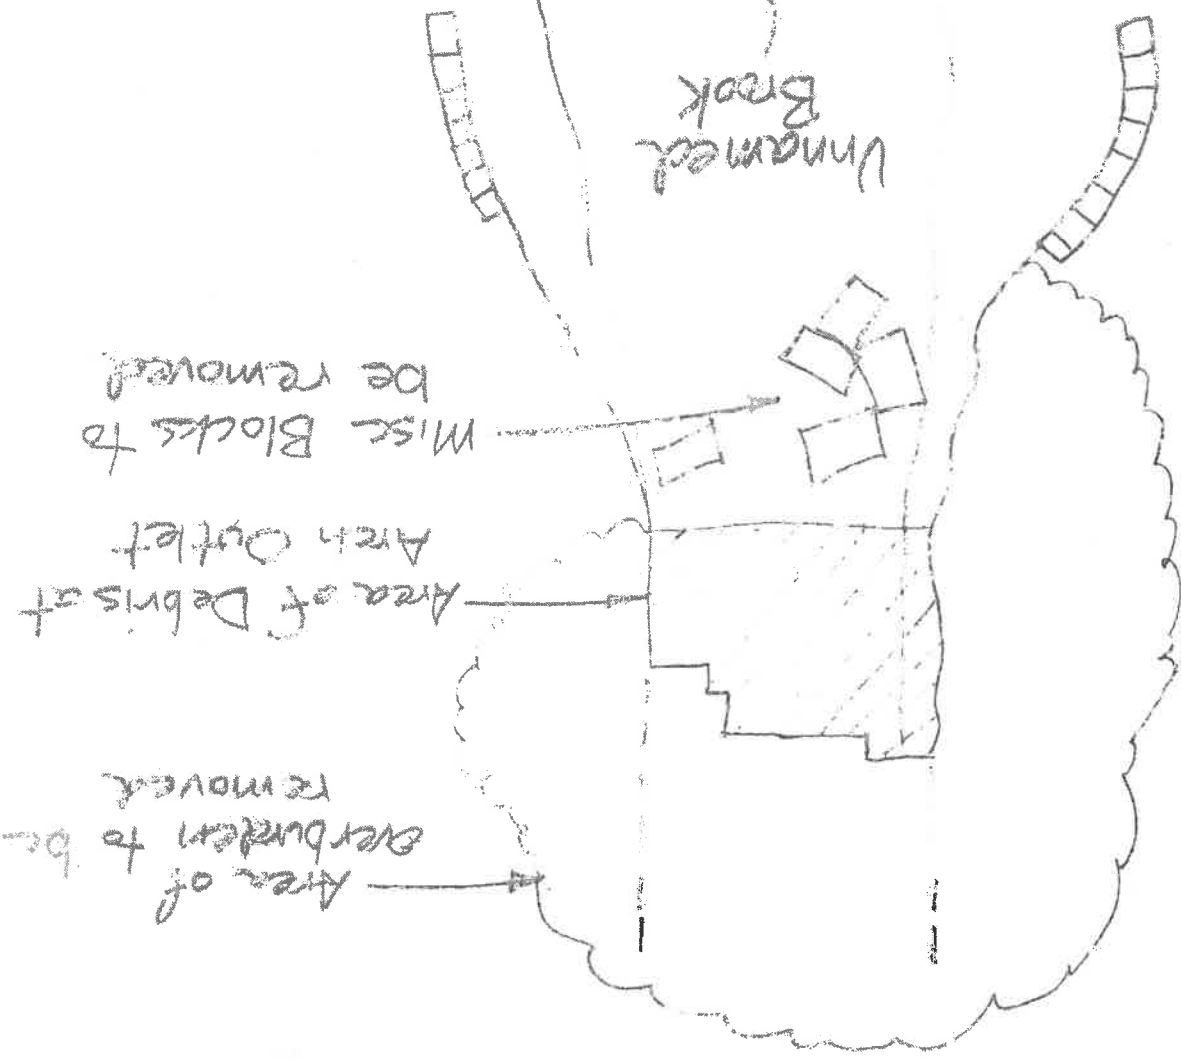 Area of
overburden to be
removed
Area of Debris at
Arch Outlet
Misc Blocks to
be removed
Unnamed
Brook